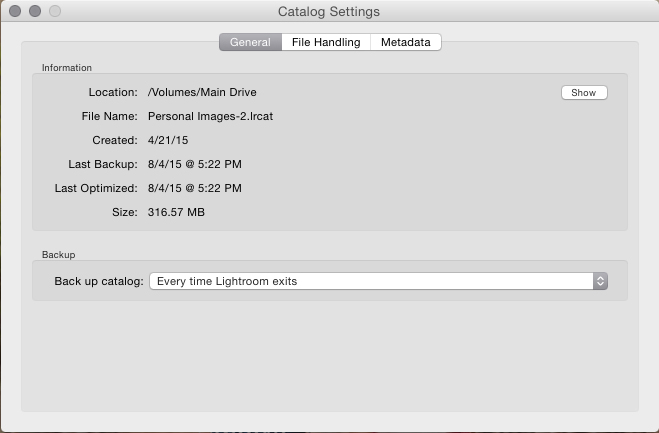 Catalog Settings
General File Handling Metadata
Information
Location: /Volumes/Main Drive Show
File Name: Personal Images-2.lrcat
Created: 4/21/15
Last Backup: 8/4/15 @ 5:22 PM
Last Optimized: 8/4/15 @ 5:22 PM
Size: 316.57 MB
Backup
Back up catalog: Every time Lightroom exits